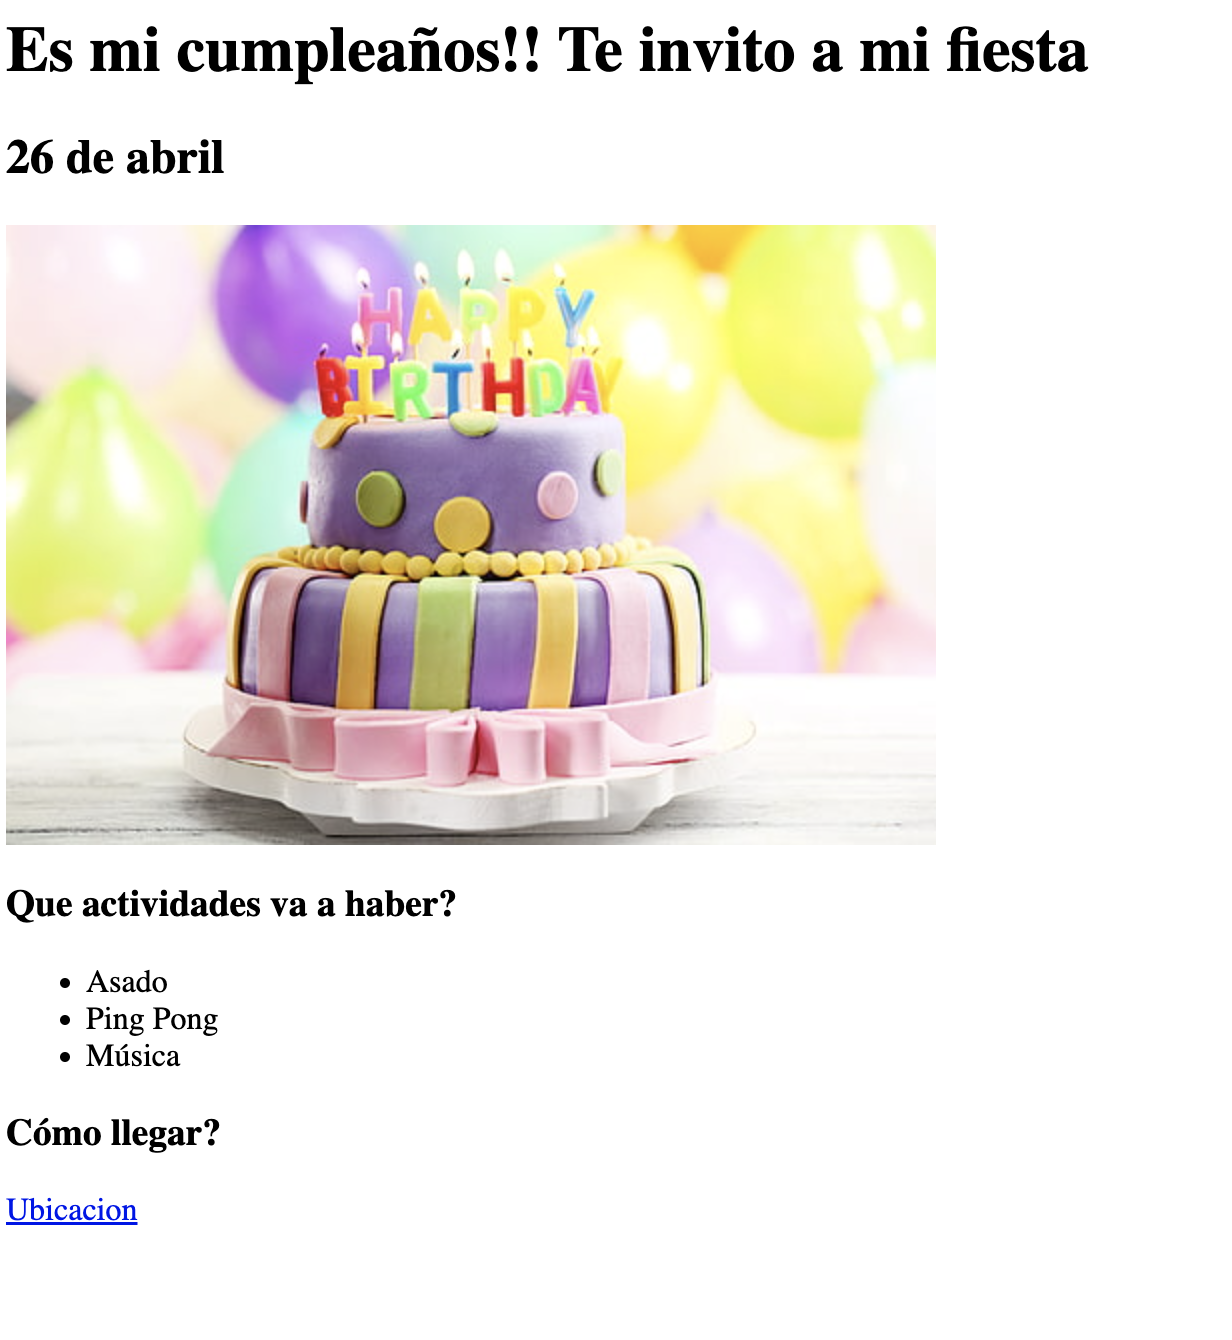 Es mi cumpleaños!! Te invito a mi fiesta
26 de abril
HAPPY
BIRTHDAY
Que actividades va a haber?
Asado
Ping Pong
Música
Cómo llegar?
Ubicacion